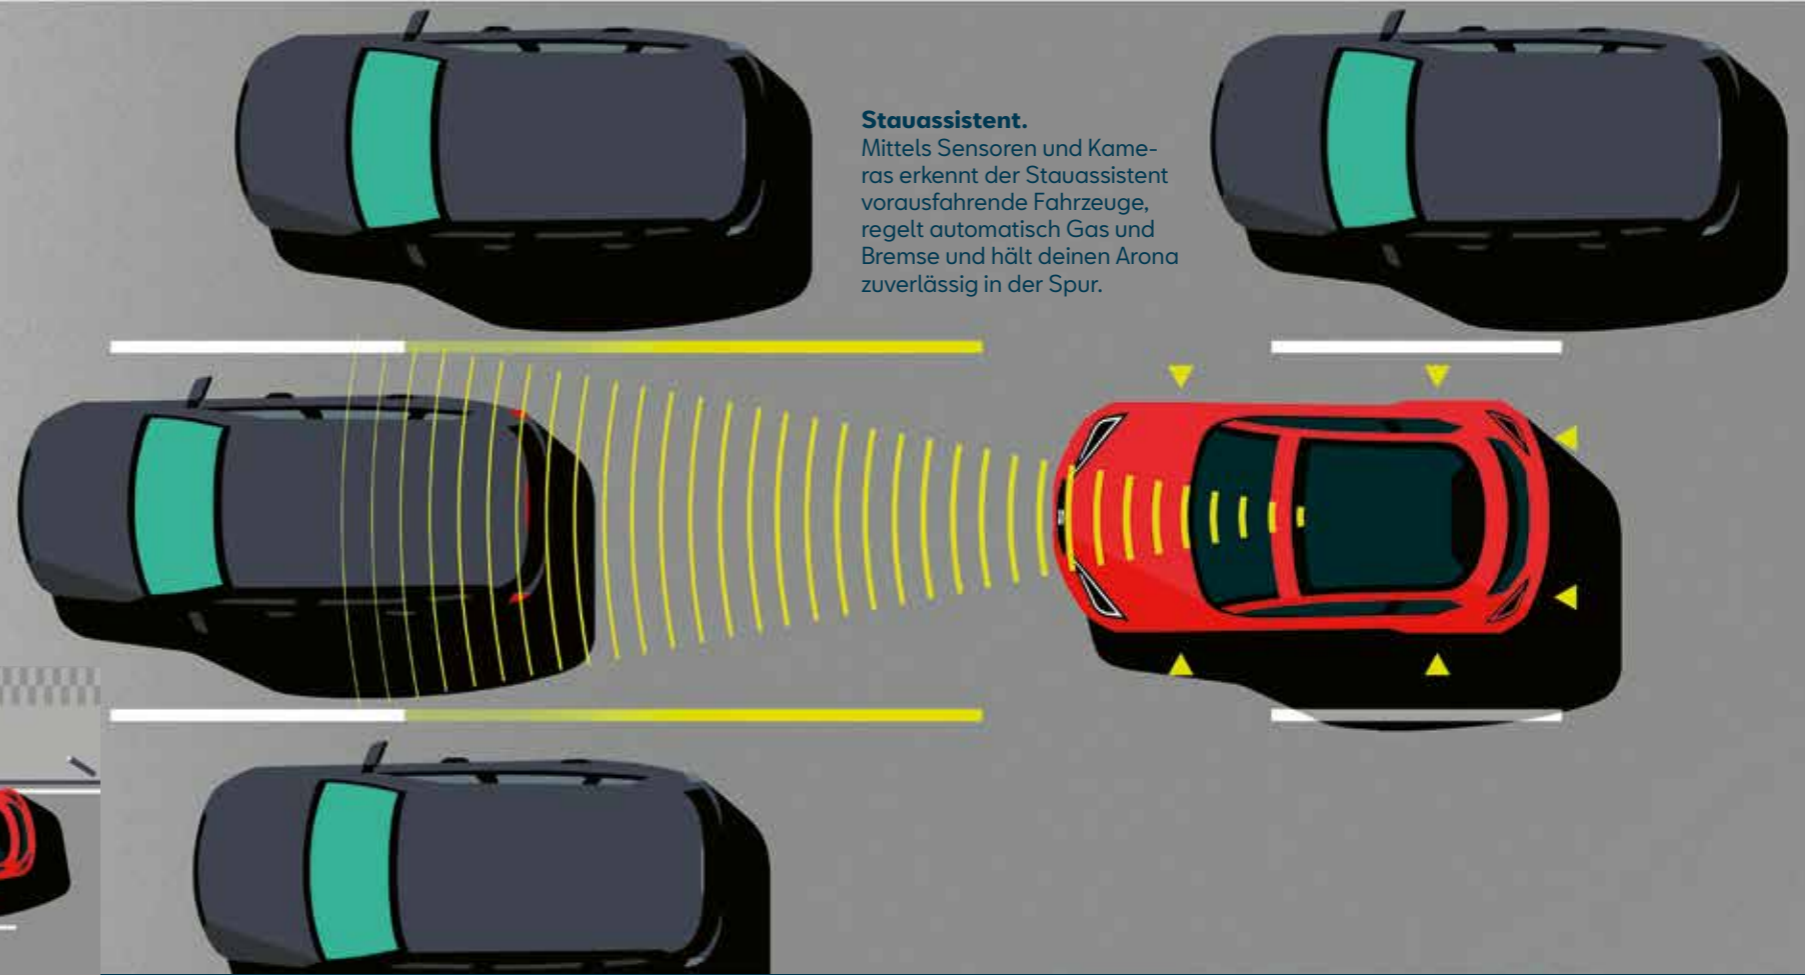 Stauassistent.
Mittels Sensoren und Kame-
ras erkennt der Stauassistent
vorausfahrende Fahrzeuge,
regelt automatisch Gas und
Bremse und hält deinen Arona
zuverlässig in der Spur.